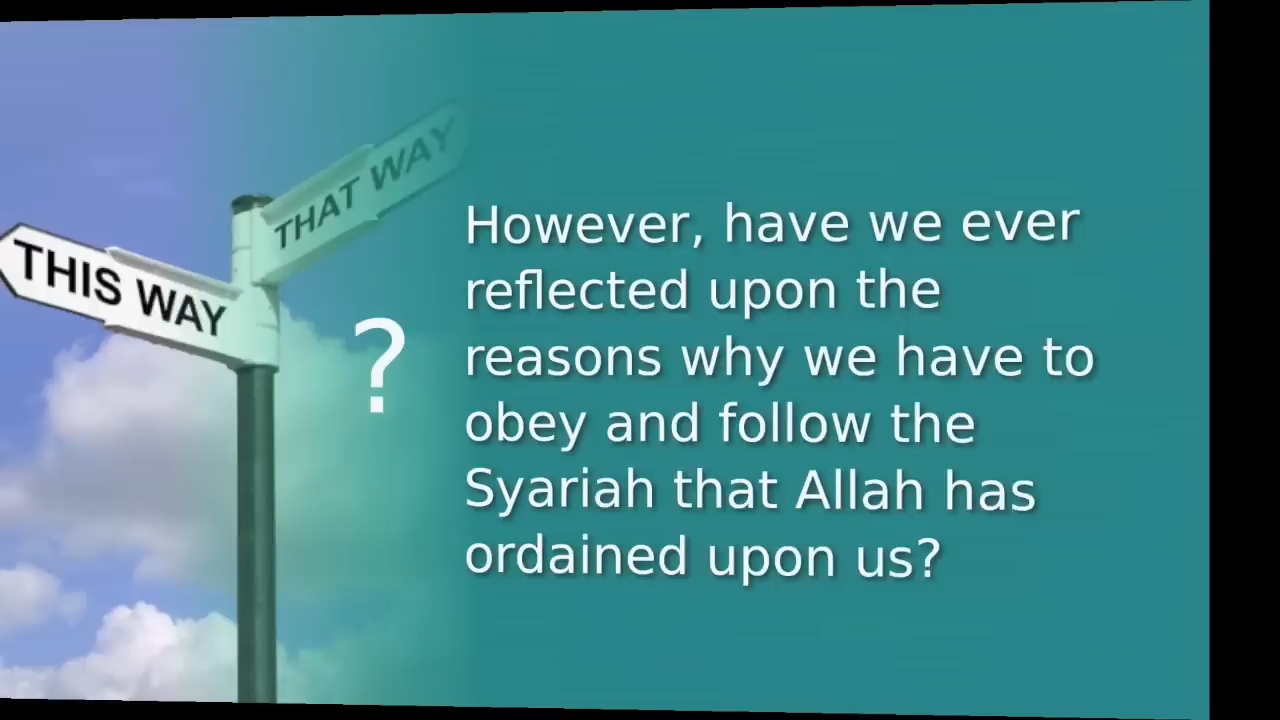 THIS WAY
THAT WAY
?
However, have we ever
reflected upon the
reasons why we have to
obey and follow the
Syariah that Allah has
ordained upon us?